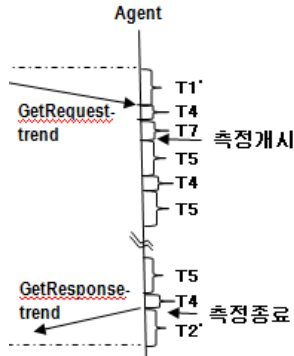 Agent
T1'
GetRequest-
trend
T4
T7
측정개시
T5
T4
T5
T5
GetResponse-
trend
T4
측정종료
T2'